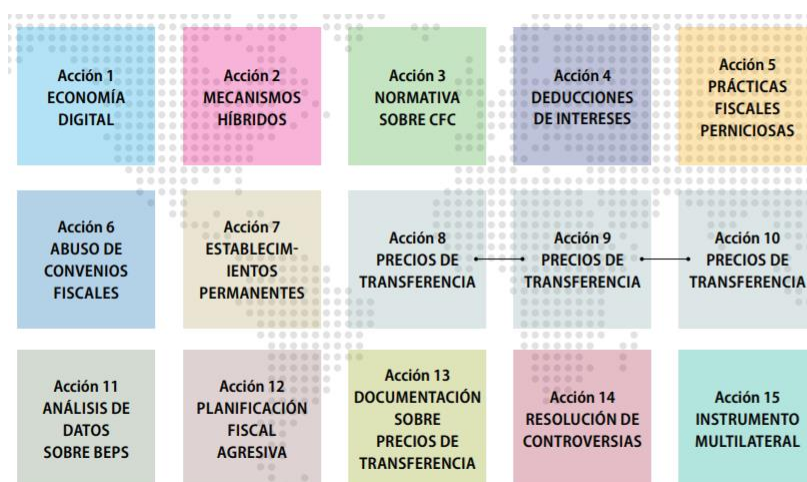 Acción 1
ECONOMÍA
DIGITAL
Acción 2
MECANISMOS
HÍBRIDOS
Acción 3
NORMATIVA
SOBRE CFC
Acción 4
DEDUCCIONES
DE INTERESES
Acción 5
PRÁCTICAS
FISCALES
PERNICIOSAS
Acción 6
ABUSO DE
CONVENIOS
FISCALES
Acción 7
ESTABLECIM-
IENTOS
PERMANENTES
Acción 8
PRECIOS DE
TRANSFERENCIA
Acción 9
PRECIOS DE
TRANSFERENCIA
Acción 10
PRECIOS DE
TRANSFERENCIA
Acción 11
ANÁLISIS DE
DATOS
SOBRE BEPS
Acción 12
PLANIFICACIÓN
FISCAL
AGRESIVA
Acción 13
DOCUMENTACIÓN
SOBRE
PRECIOS DE
TRANSFERENCIA
Acción 14
RESOLUCIÓN DE
CONTROVERSIAS
Acción 15
INSTRUMENTO
MULTILATERAL